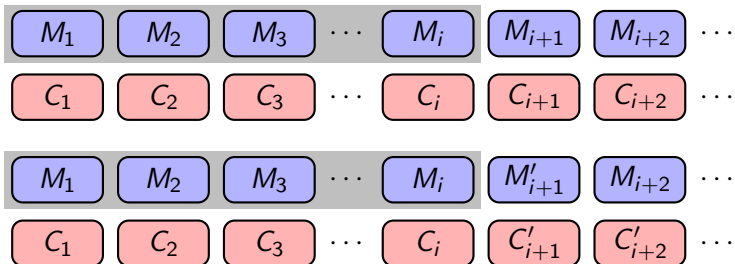 M₁ M₂ M₃ ⋯ Mᵢ Mᵢ₊₁ Mᵢ₊₂ ⋯
C₁ C₂ C₃ ⋯ Cᵢ Cᵢ₊₁ Cᵢ₊₂ ⋯
M₁ M₂ M₃ ⋯ Mᵢ M′ᵢ₊₁ Mᵢ₊₂ ⋯
C₁ C₂ C₃ ⋯ Cᵢ C′ᵢ₊₁ C′ᵢ₊₂ ⋯